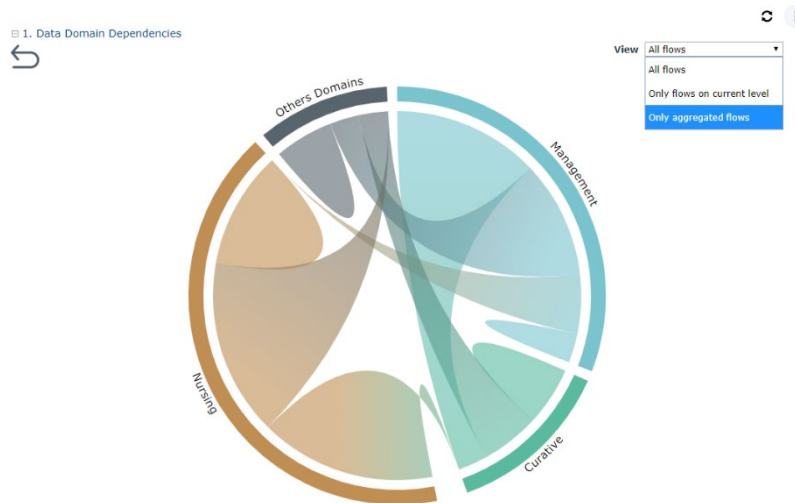 1. Data Domain Dependencies
View All flows
All flows
Only flows on current level
Only aggregated flows
Others Domains
Management
Nursing
Curative